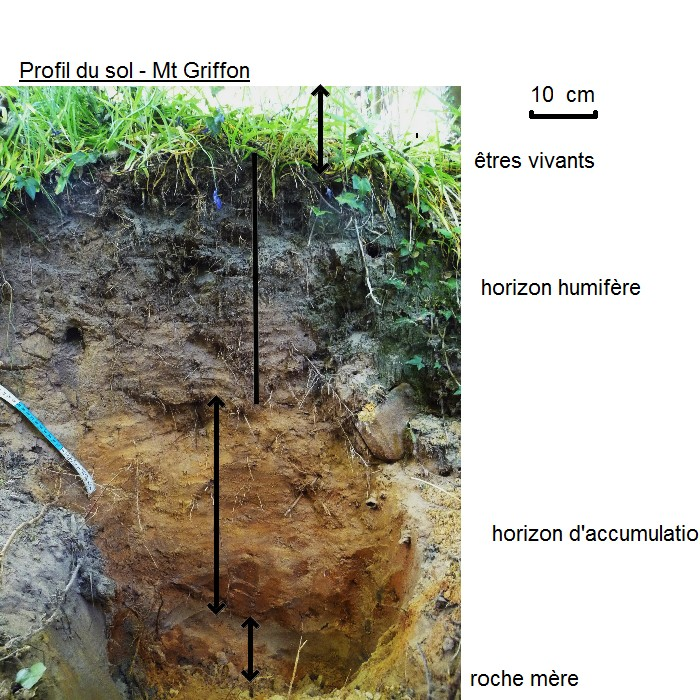 Profil du sol - Mt Griffon
10 cm
êtres vivants
horizon humifère
horizon d'accumulatio
roche mère